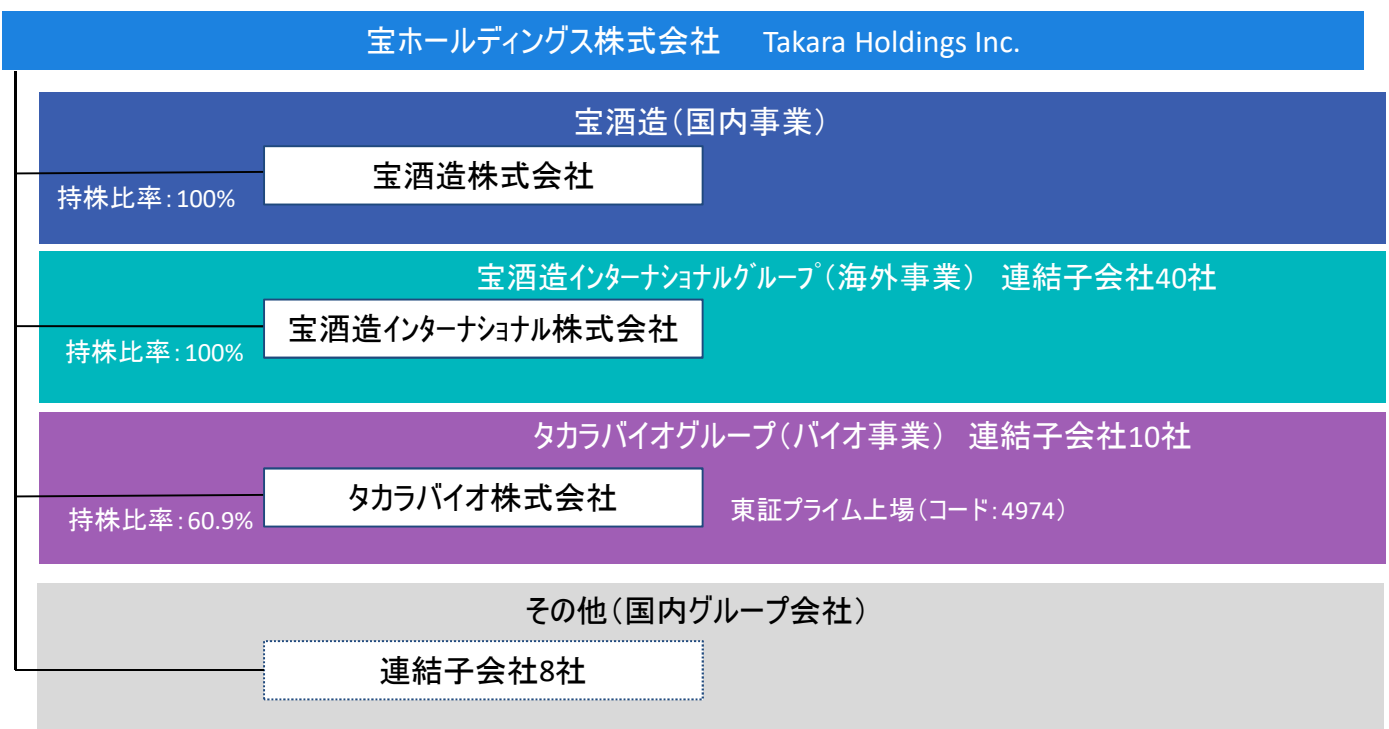 宝ホールディングス株式会社 Takara Holdings Inc.
宝酒造（国内事業）
宝酒造株式会社
持株比率：100%
宝酒造インターナショナルグループ（海外事業） 連結子会社40社
宝酒造インターナショナル株式会社
持株比率：100%
タカラバイオグループ（バイオ事業） 連結子会社10社
タカラバイオ株式会社
東証プライム上場（コード：4974）
持株比率：60.9%
その他（国内グループ会社）
連結子会社8社